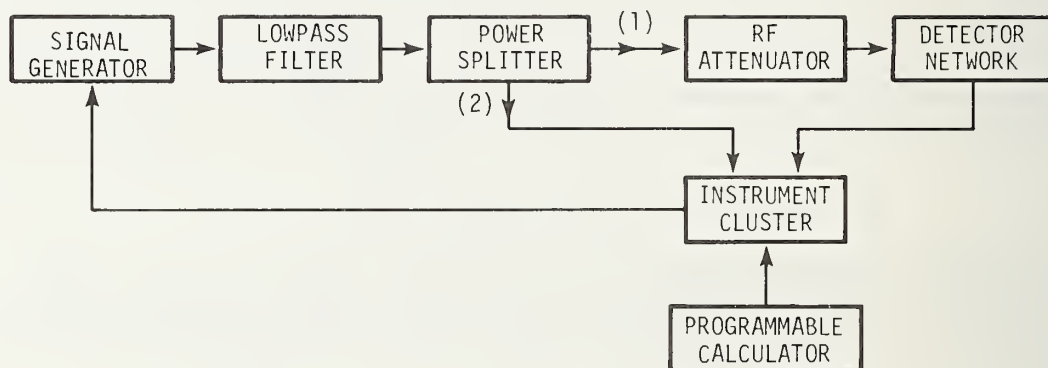 SIGNAL
GENERATOR
LOWPASS
FILTER
POWER
SPLITTER
(1)
RF
ATTENUATOR
DETECTOR
NETWORK
(2)
INSTRUMENT
CLUSTER
PROGRAMMABLE
CALCULATOR